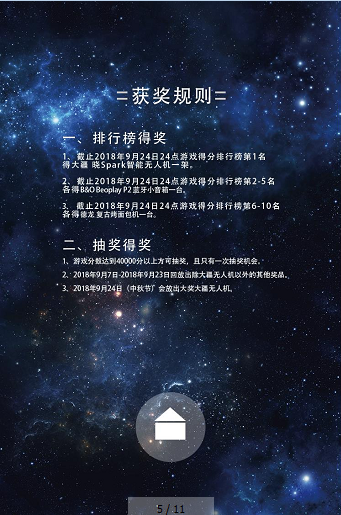 =获奖规则=
一、排行榜得奖
1、截止2018年9月24日24点游戏得分排行榜第1名
得大疆 晓Spark智能无人机一架。
2、截止2018年9月24日24点游戏得分排行榜第2-5名
各得B&O Beoplay P2 蓝牙小音箱一台。
3、截止2018年9月24日24点游戏得分排行榜第6-10名
各得德龙 复古烤面包机一台。
二、抽奖得奖
1、游戏分数达到40000分以上方可抽奖，且只有一次抽奖机会。
2、2018年9月7日-2018年9月23日回放出除大疆无人机以外的其他奖品。
3、2018年9月24日（中秋节）会放出大奖大疆无人机。
5 / 11